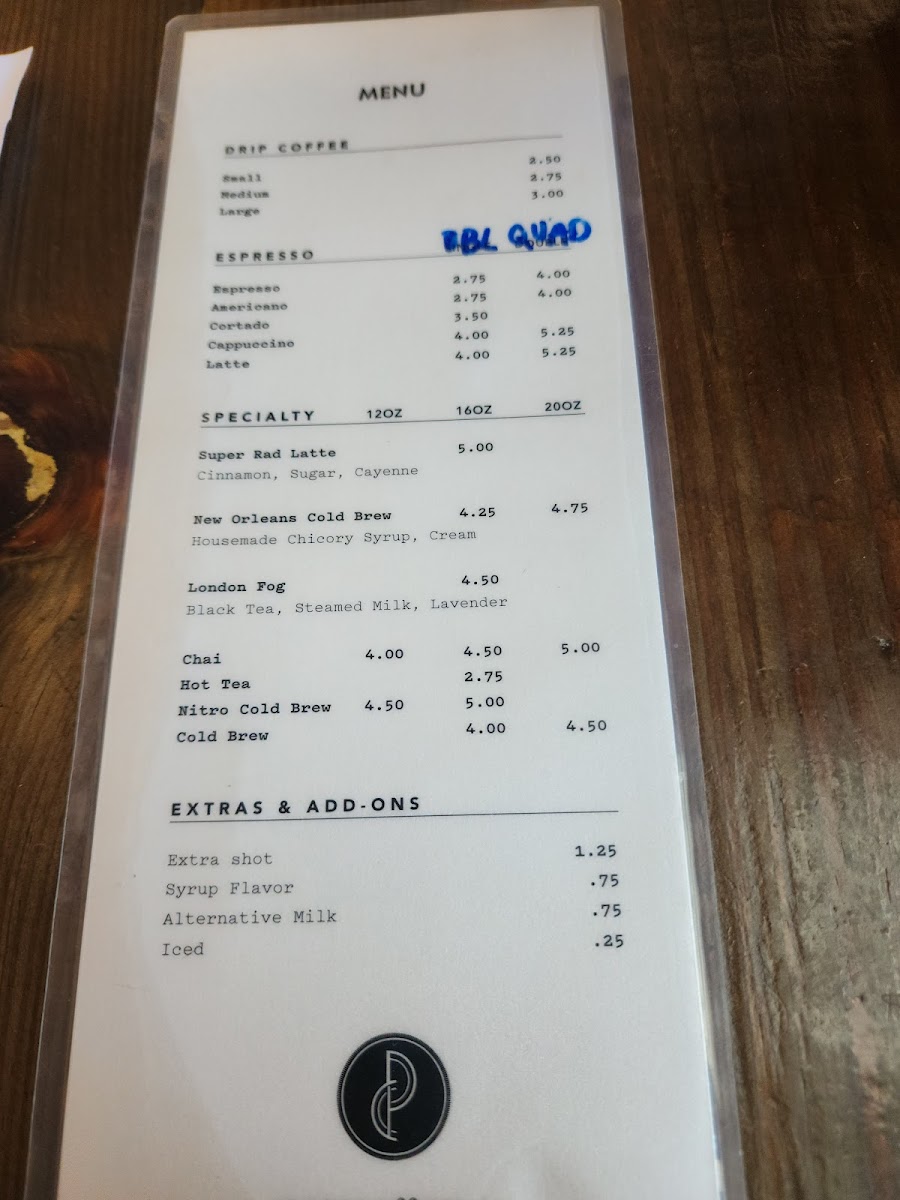 MENU
DRIP COFFEE
Small 2.50
Medium 2.75
Large 3.00
ESPRESSO DBL QUAD
Espresso 2.75 4.00
Americano 2.75 4.00
Cortado 3.50
Cappuccino 4.00 5.25
Latte 4.00 5.25
SPECIALTY 12OZ 16OZ 20OZ
Super Rad Latte 5.00
Cinnamon, Sugar, Cayenne
New Orleans Cold Brew 4.25 4.75
Housemade Chicory Syrup, Cream
London Fog 4.50
Black Tea, Steamed Milk, Lavender
Chai 4.00 4.50 5.00
Hot Tea 2.75
Nitro Cold Brew 4.50 5.00
Cold Brew 4.00 4.50
EXTRAS & ADD-ONS
Extra shot 1.25
Syrup Flavor .75
Alternative Milk .75
Iced .25